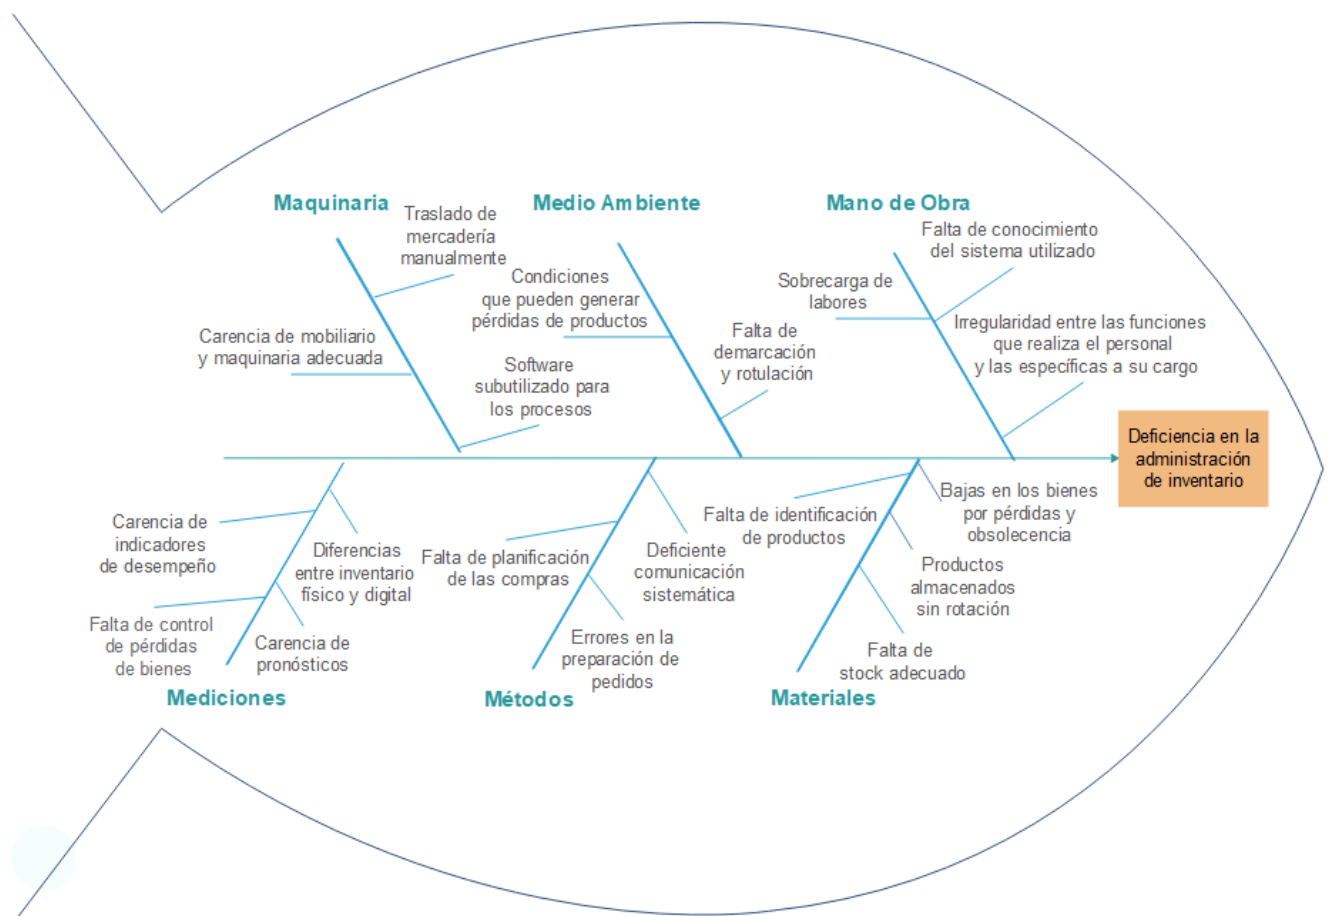 Maquinaria
Traslado de
mercadería
manualmente
Carencia de mobiliario
y maquinaria adecuada
Software
subutilizado para
los procesos
Medio Ambiente
Condiciones
que pueden generar
pérdidas de productos
Falta de
demarcación
y rotulación
Mano de Obra
Falta de conocimiento
del sistema utilizado
Sobrecarga de
labores
Irregularidad entre las funciones
que realiza el personal
y las específicas a su cargo
Deficiencia en la
administración
de inventario
Carencia de
indicadores
de desempeño
Diferencias
entre inventario
físico y digital
Falta de control
de pérdidas
de bienes
Carencia de
pronósticos
Mediciones
Falta de planificación
de las compras
Deficiente
comunicación
sistemática
Errores en la
preparación de
pedidos
Métodos
Falta de identificación
de productos
Bajas en los bienes
por pérdidas y
obsolecencia
Productos
almacenados
sin rotación
Falta de
stock adecuado
Materiales